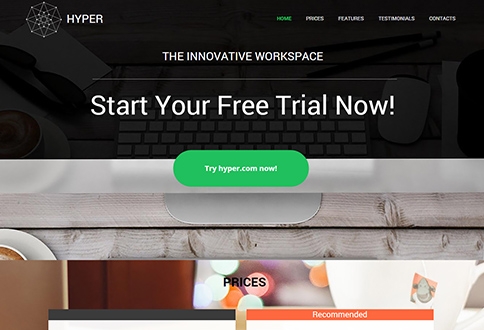 HYPER
HOME PRICES FEATURES TESTIMONIALS CONTACTS
THE INNOVATIVE WORKSPACE
Start Your Free Trial Now!
Try hyper.com now!
PRICES
Recommended